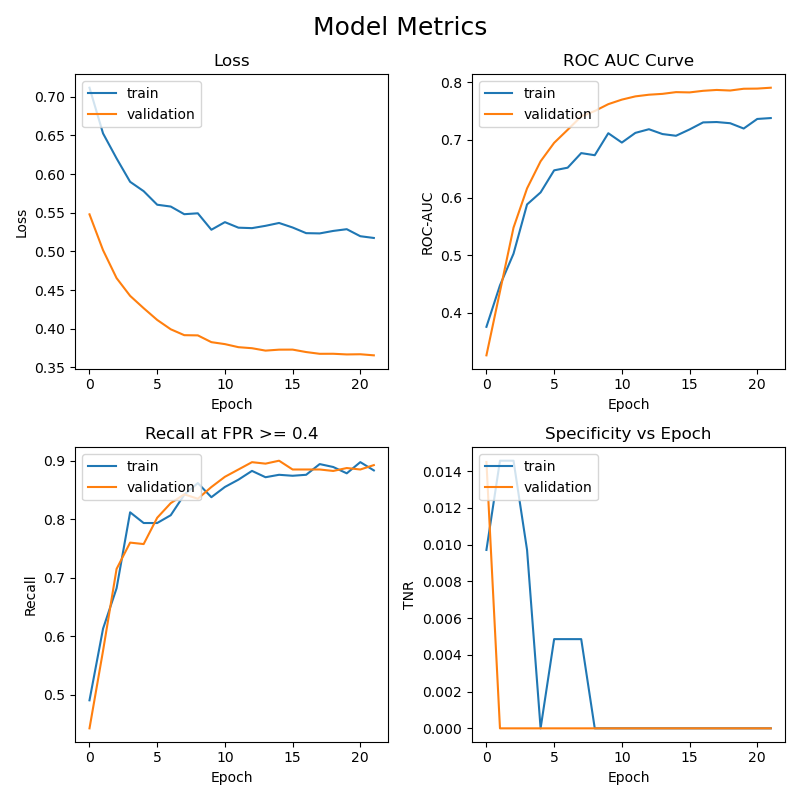 Model Metrics
Loss
train
validation
0.70
0.65
0.60
0.55
0.50
0.45
0.40
0.35
Loss
0 5 10 15 20
Epoch
ROC AUC Curve
train
validation
0.8
0.7
0.6
0.5
0.4
ROC-AUC
0 5 10 15 20
Epoch
Recall at FPR >= 0.4
train
validation
0.9
0.8
0.7
0.6
0.5
Recall
0 5 10 15 20
Epoch
Specificity vs Epoch
train
validation
0.014
0.012
0.010
0.008
0.006
0.004
0.002
0.000
TNR
0 5 10 15 20
Epoch